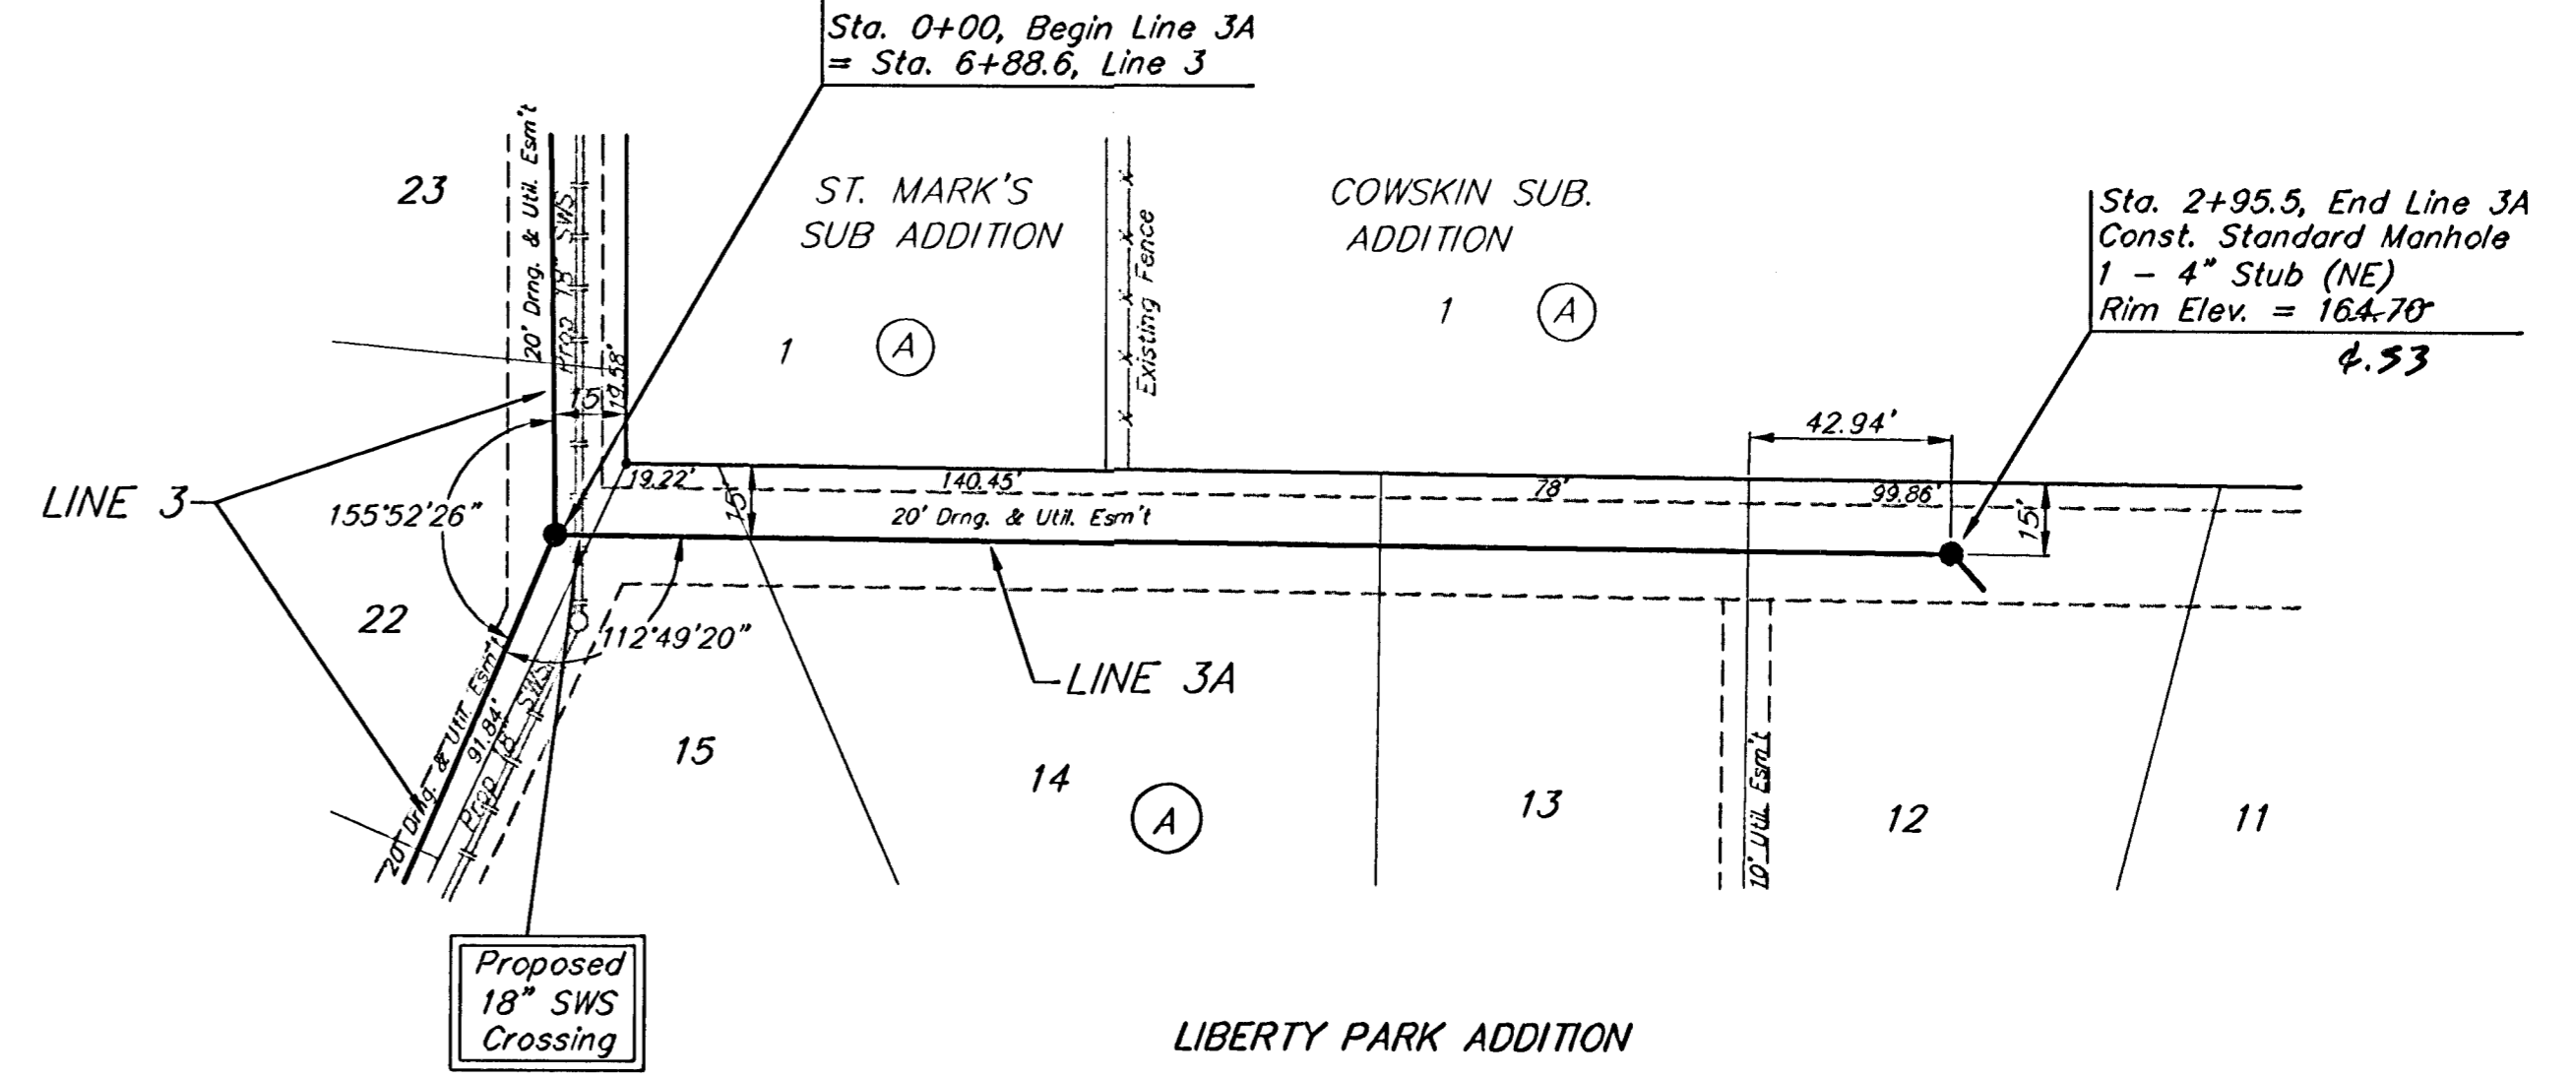 Sta. 0+00, Begin Line 3A
= Sta. 6+88.6, Line 3
20' Drng. & Util. Esm't
Prop 18" SWS
23
ST. MARK'S
SUB ADDITION
1
A
Existing Fence
COWSKIN SUB.
ADDITION
1
A
Sta. 2+95.5, End Line 3A
Const. Standard Manhole
1 - 4" Stub (NE)
Rim Elev. = 164.70
4.53
19.58'
15'
42.94'
LINE 3
155°52'26"
19.22'
140.45'
78'
99.86'
15'
20' Drng. & Util. Esm't
15'
22
112°49'20"
LINE 3A
20' Drng. & Util. Esm't
91.84'
Prop 18" SWS
15
14
A
13
10' Util. Esm't
12
11
Proposed
18" SWS
Crossing
LIBERTY PARK ADDITION